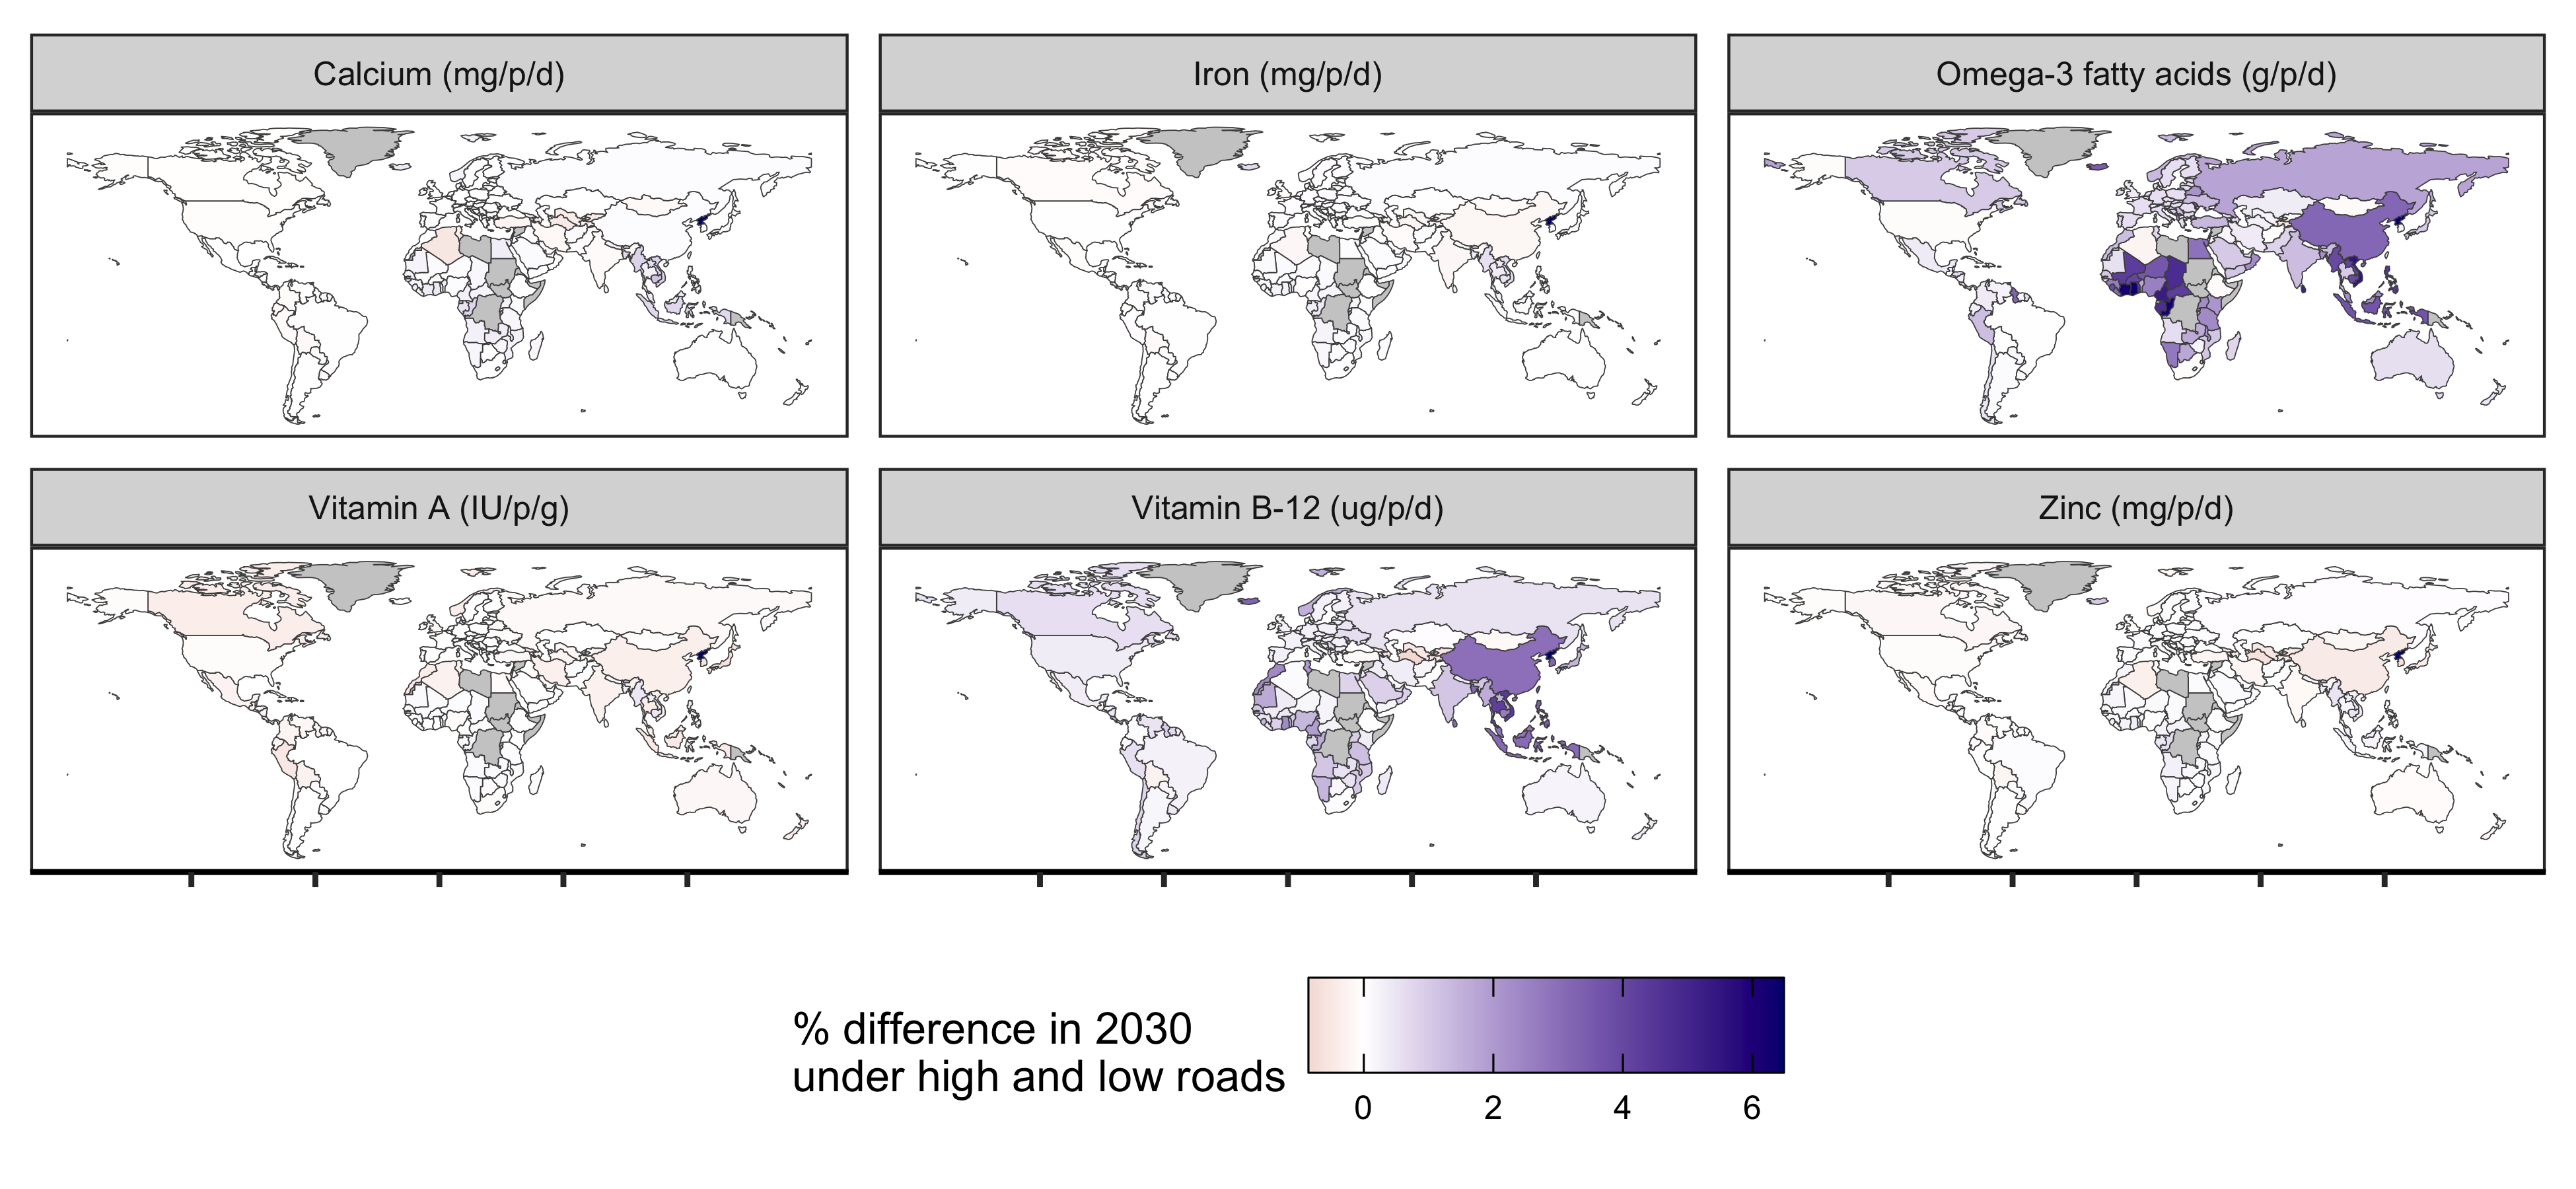 Calcium (mg/p/d)
Iron (mg/p/d)
Omega-3 fatty acids (g/p/d)
Vitamin A (IU/p/g)
Vitamin B-12 (ug/p/d)
Zinc (mg/p/d)
% difference in 2030
under high and low roads
0 2 4 6